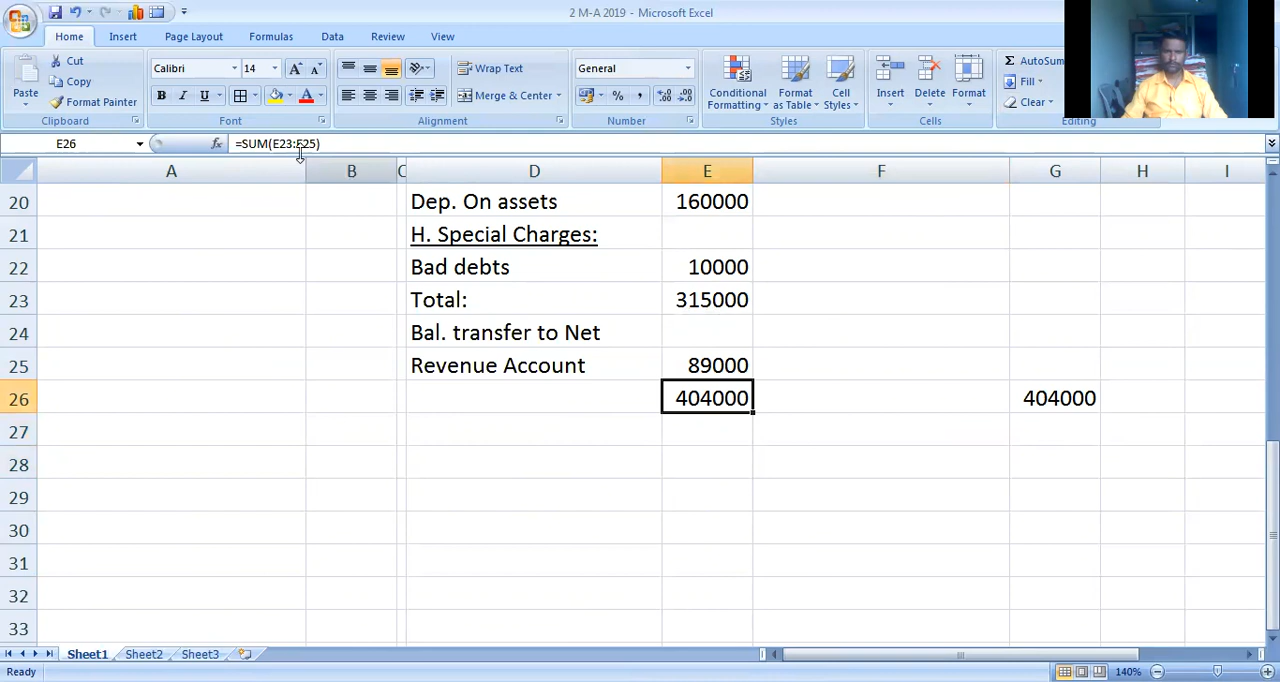 2 M-A 2019 - Microsoft Excel
Home Insert Page Layout Formulas Data Review View
Paste Cut Copy Format Painter Clipboard
Calibri 14 A A B I U A Font
Wrap Text Merge & Center Alignment
General % , Number
Conditional Formatting Format as Table Cell Styles Styles
Insert Delete Format Cells
Σ AutoSum Fill Clear Editing
E26 fx =SUM(E23:E25)
A B C D E F G H I
20 Dep. On assets 160000
21 H. Special Charges:
22 Bad debts 10000
23 Total: 315000
24 Bal. transfer to Net
25 Revenue Account 89000
26 404000 404000
27
28
29
30
31
32
33
Sheet1 Sheet2 Sheet3
Ready 140%